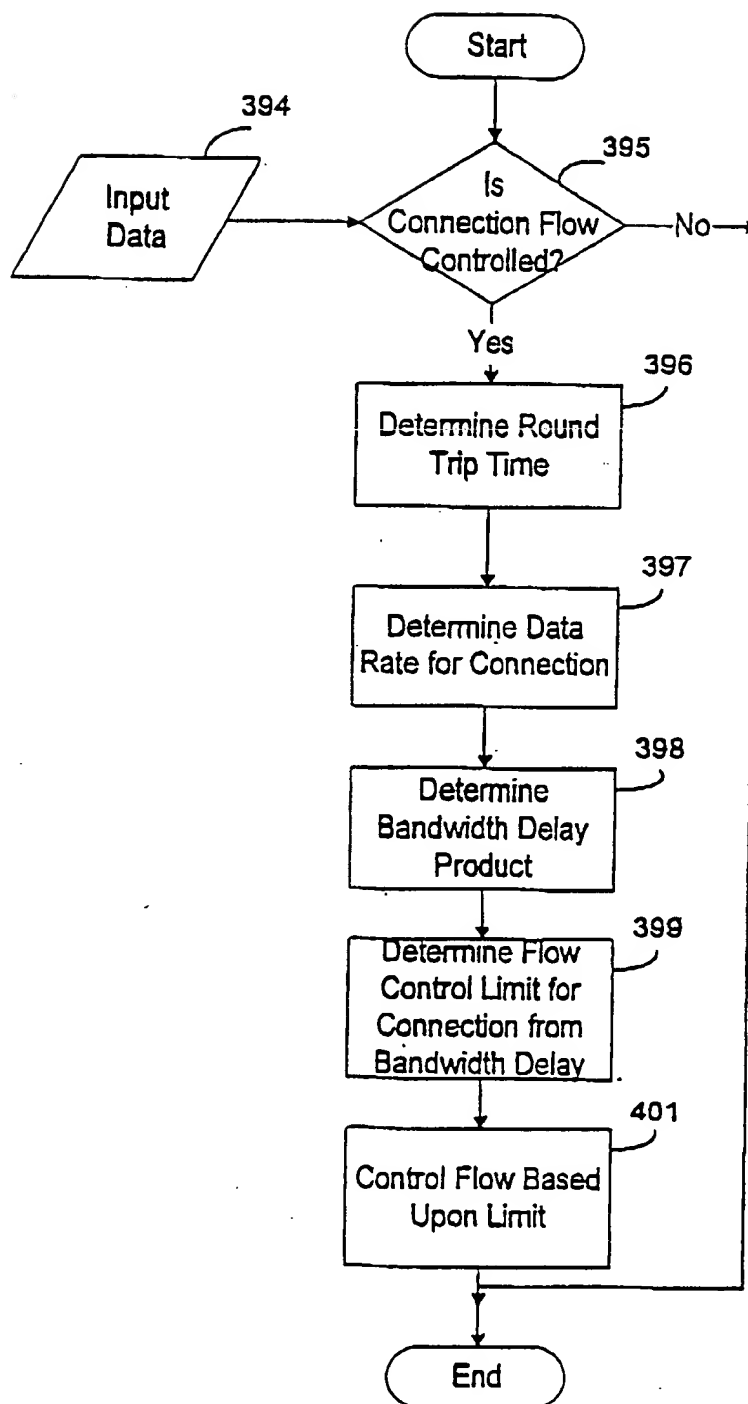 Start
394
395
Input
Data
Is
Connection Flow
Controlled?
No
Yes
396
Determine Round
Trip Time
397
Determine Data
Rate for Connection
398
Determine
Bandwidth Delay
Product
399
Determine Flow
Control Limit for
Connection from
Bandwidth Delay
401
Control Flow Based
Upon Limit
End